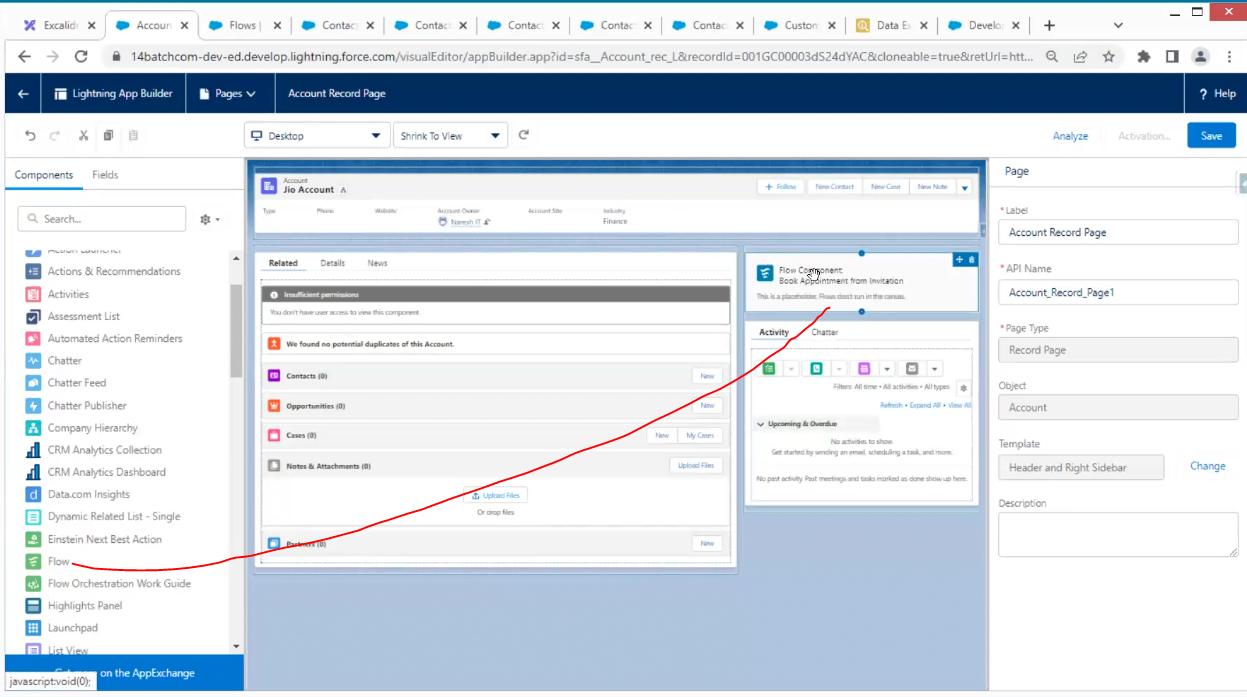 Excalidr
Accoun
Flows |
Contac
Contact
Contac
Contac
Contac
Custom
Data Ex
Develo
14batchcom-dev-ed.develop.lightning.force.com/visualEditor/appBuilder.app?id=sfa__Account_rec_L&recordId=001GC00003dS24dYAC&cloneable=true&retUrl=htt...
Lightning App Builder
Pages
Account Record Page
? Help
Desktop
Shrink To View
Analyze
Activation...
Save
Components
Fields
Search...
Action Launcher
Actions & Recommendations
Activities
Assessment List
Automated Action Reminders
Chatter
Chatter Feed
Chatter Publisher
Company Hierarchy
CRM Analytics Collection
CRM Analytics Dashboard
Data.com Insights
Dynamic Related List - Single
Einstein Next Best Action
Flow
Flow Orchestration Work Guide
Highlights Panel
Launchpad
List View
on the AppExchange
javascript:void(0);
Account
Jio Account
+ Follow
New Contact
New Case
New Note
Type
Phone
Website
Account Owner
Naresh IT
Account Site
Industry
Finance
Related
Details
News
Insufficient permissions
You don't have user access to view this component.
We found no potential duplicates of this Account.
Contacts (0)
New
Opportunities (0)
New
Cases (0)
New
My Cases
Notes & Attachments (0)
Upload Files
Upload Files
Or drop files
Partners (0)
New
Flow Component:
Book Appointment from Invitation
This is a placeholder. Flows don't run in the canvas.
Activity
Chatter
Filters: All time • All activities • All types
Refresh • Expand All • View All
Upcoming & Overdue
No activities to show.
Get started by sending an email, scheduling a task, and more.
No past activity. Past meetings and tasks marked as done show up here.
Page
* Label
Account Record Page
* API Name
Account_Record_Page1
* Page Type
Record Page
Object
Account
Template
Header and Right Sidebar
Change
Description